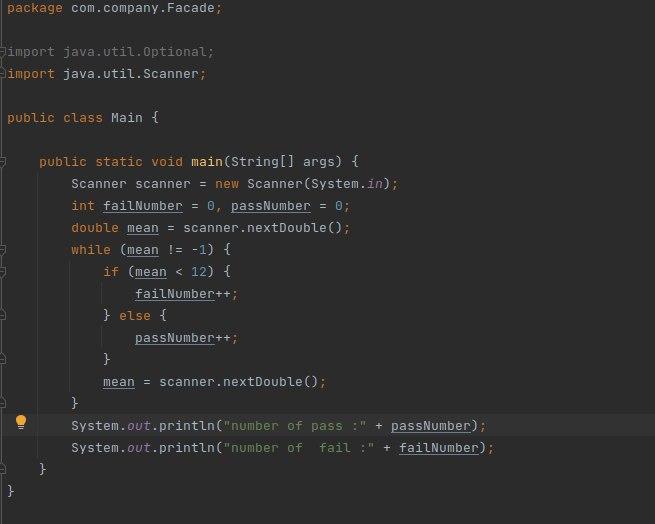 package com.company.Facade;
import java.util.Optional;
import java.util.Scanner;
public class Main {
public static void main(String[] args) {
Scanner scanner = new Scanner(System.in);
int failNumber = 0, passNumber = 0;
double mean = scanner.nextDouble();
while (mean != -1) {
if (mean < 12) {
failNumber++;
} else {
passNumber++;
}
mean = scanner.nextDouble();
}
System.out.println("number of pass :" + passNumber);
System.out.println("number of  fail :" + failNumber);
}
}